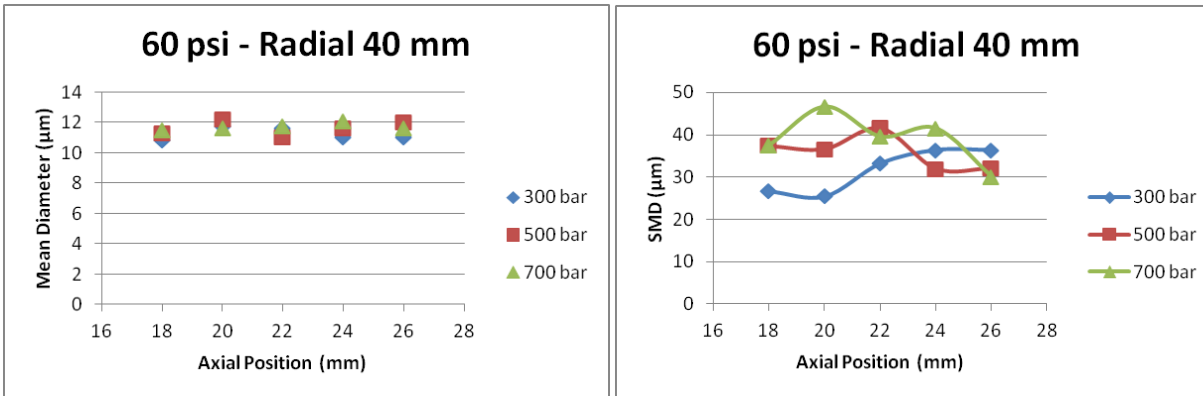 60 psi - Radial 40 mm
14
12
10
8
6
4
2
0
16 18 20 22 24 26 28
Mean Diameter (µm)
Axial Position (mm)
300 bar
500 bar
700 bar
60 psi - Radial 40 mm
50
40
30
20
10
0
16 18 20 22 24 26 28
SMD (µm)
Axial Position (mm)
300 bar
500 bar
700 bar